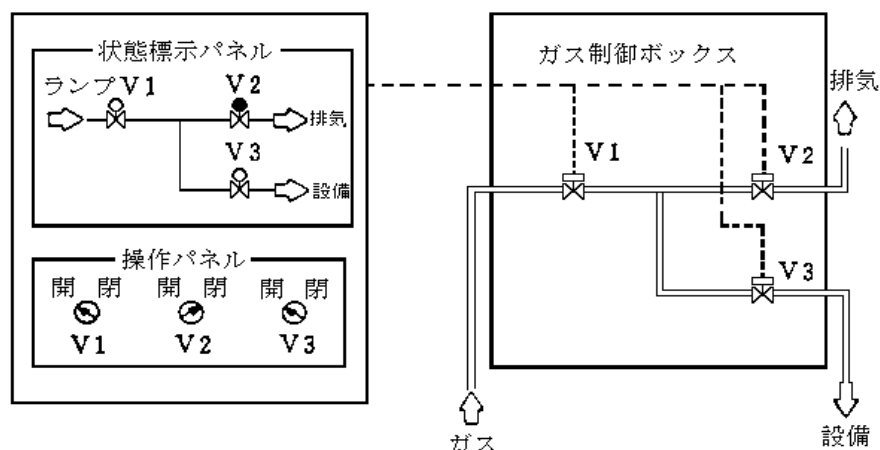 状態標示パネル
ランプ V1 V2
排気
V3
設備
操作パネル
開 閉 開 閉 開 閉
V1 V2 V3
ガス制御ボックス
排気
V1 V2
V3
ガス
設備